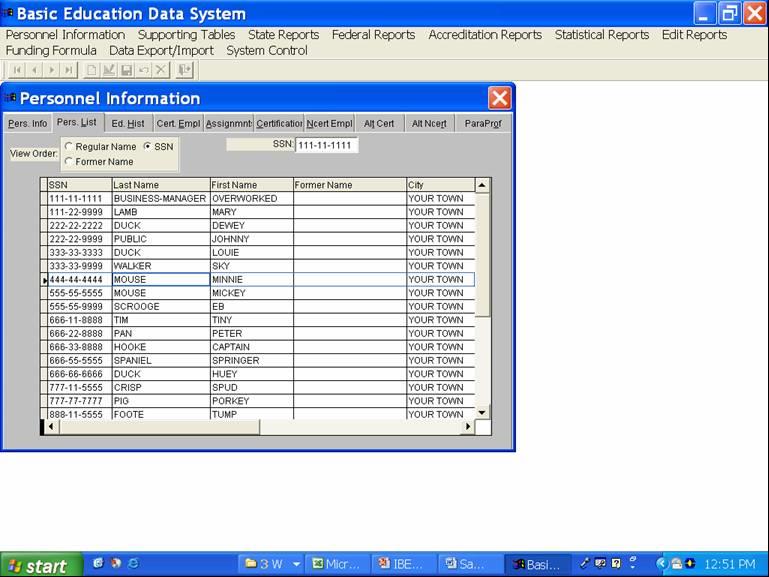 Basic Education Data System
Personnel Information Supporting Tables State Reports Federal Reports Accreditation Reports Statistical Reports Edit Reports
Funding Formula Data Export/Import System Control
Personnel Information
Pers. Info Pers. List Ed. Hist Cert. Empl Assignmnts Certification Ncert Empl Alt Cert Alt Ncert ParaProf
View Order: Regular Name SSN SSN: 111-11-1111
Former Name
SSN Last Name First Name Former Name City
111-11-1111 BUSINESS-MANAGER OVERWORKED YOUR TOWN
111-22-9999 LAMB MARY YOUR TOWN
222-22-2222 DUCK DEWEY YOUR TOWN
222-22-9999 PUBLIC JOHNNY YOUR TOWN
333-33-3333 DUCK LOUIE YOUR TOWN
333-33-9999 WALKER SKY YOUR TOWN
444-44-4444 MOUSE MINNIE YOUR TOWN
555-55-5555 MOUSE MICKEY YOUR TOWN
555-55-9999 SCROOGE EB YOUR TOWN
666-11-8888 TIM TINY YOUR TOWN
666-22-8888 PAN PETER YOUR TOWN
666-33-8888 HOOKE CAPTAIN YOUR TOWN
666-55-5555 SPANIEL SPRINGER YOUR TOWN
666-66-6666 DUCK HUEY YOUR TOWN
777-11-5555 CRISP SPUD YOUR TOWN
777-77-7777 PIG PORKEY YOUR TOWN
888-11-5555 FOOTE TUMP YOUR TOWN
start 3 W Micr... IBE... Sa... Basi... 12:51 PM